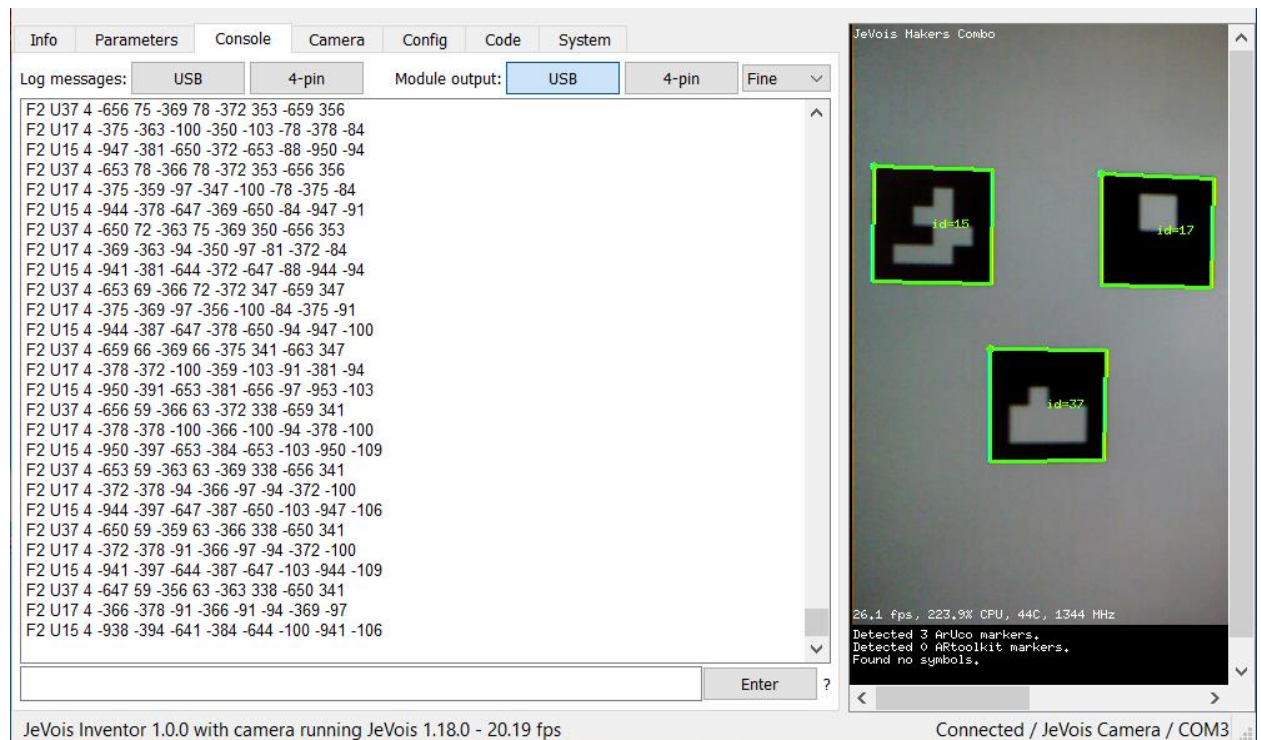 Info Parameters Console Camera Config Code System
Log messages: USB 4-pin Module output: USB 4-pin Fine
F2 U37 4 -656 75 -369 78 -372 353 -659 356
F2 U17 4 -375 -363 -100 -350 -103 -78 -378 -84
F2 U15 4 -947 -381 -650 -372 -653 -88 -950 -94
F2 U37 4 -653 78 -366 78 -372 353 -656 356
F2 U17 4 -375 -359 -97 -347 -100 -78 -375 -84
F2 U15 4 -944 -378 -647 -369 -650 -84 -947 -91
F2 U37 4 -650 72 -363 75 -369 350 -656 353
F2 U17 4 -369 -363 -94 -350 -97 -81 -372 -84
F2 U15 4 -941 -381 -644 -372 -647 -88 -944 -94
F2 U37 4 -653 69 -366 72 -372 347 -659 347
F2 U17 4 -375 -369 -97 -356 -100 -84 -375 -91
F2 U15 4 -944 -387 -647 -378 -650 -94 -947 -100
F2 U37 4 -659 66 -369 66 -375 341 -663 347
F2 U17 4 -378 -372 -100 -359 -103 -91 -381 -94
F2 U15 4 -950 -391 -653 -381 -656 -97 -953 -103
F2 U37 4 -656 59 -366 63 -372 338 -659 341
F2 U17 4 -378 -378 -100 -366 -100 -94 -378 -100
F2 U15 4 -950 -397 -653 -384 -653 -103 -950 -109
F2 U37 4 -653 59 -363 63 -369 338 -656 341
F2 U17 4 -372 -378 -94 -366 -97 -94 -372 -100
F2 U15 4 -944 -397 -647 -387 -650 -103 -947 -106
F2 U37 4 -650 59 -359 63 -366 338 -650 341
F2 U17 4 -372 -378 -91 -366 -97 -94 -372 -100
F2 U15 4 -941 -397 -644 -387 -647 -103 -944 -109
F2 U37 4 -647 59 -356 63 -363 338 -650 341
F2 U17 4 -366 -378 -91 -366 -91 -94 -369 -97
F2 U15 4 -938 -394 -641 -384 -644 -100 -941 -106
Enter ?
JeVois Makers Combo
id=15
id=17
id=37
26.1 fps, 223.9% CPU, 44C, 1344 MHz
Detected 3 ArUco markers.
Detected 0 ARtoolkit markers.
Found no symbols.
JeVois Inventor 1.0.0 with camera running JeVois 1.18.0 - 20.19 fps
Connected / JeVois Camera / COM3